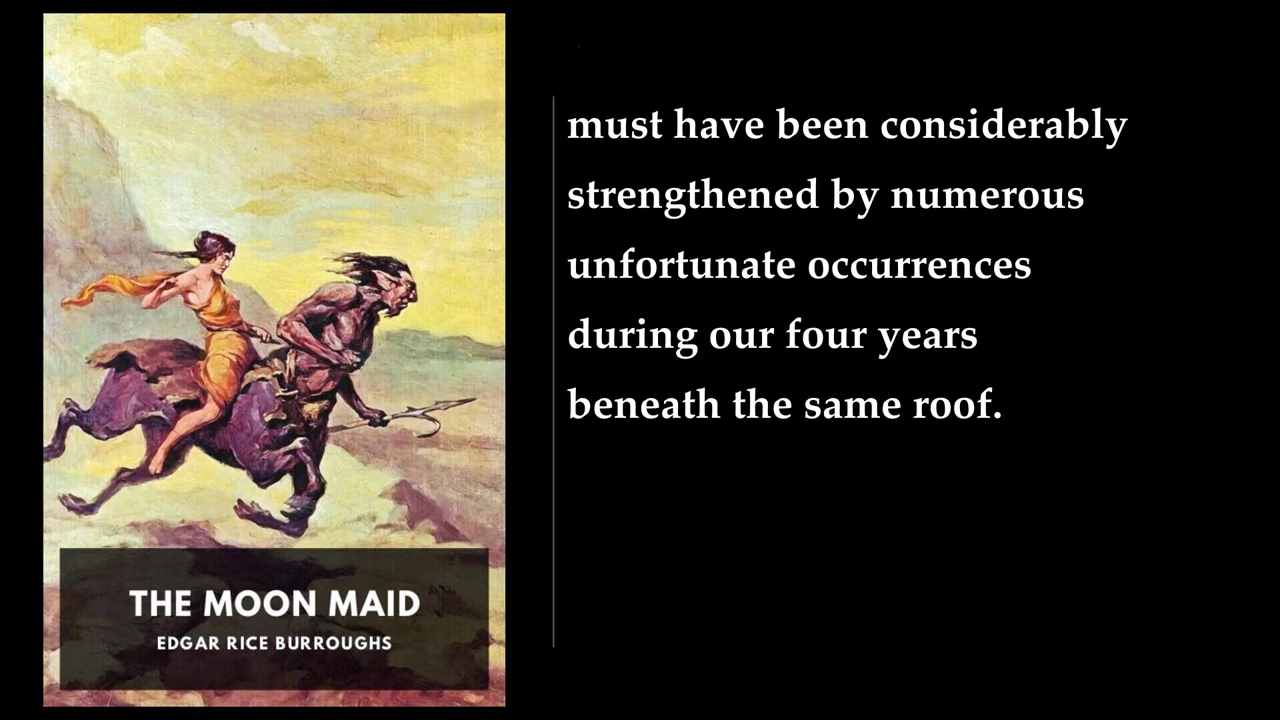 must have been considerably
strengthened by numerous
unfortunate occurrences
during our four years
beneath the same roof.
THE MOON MAID
EDGAR RICE BURROUGHS